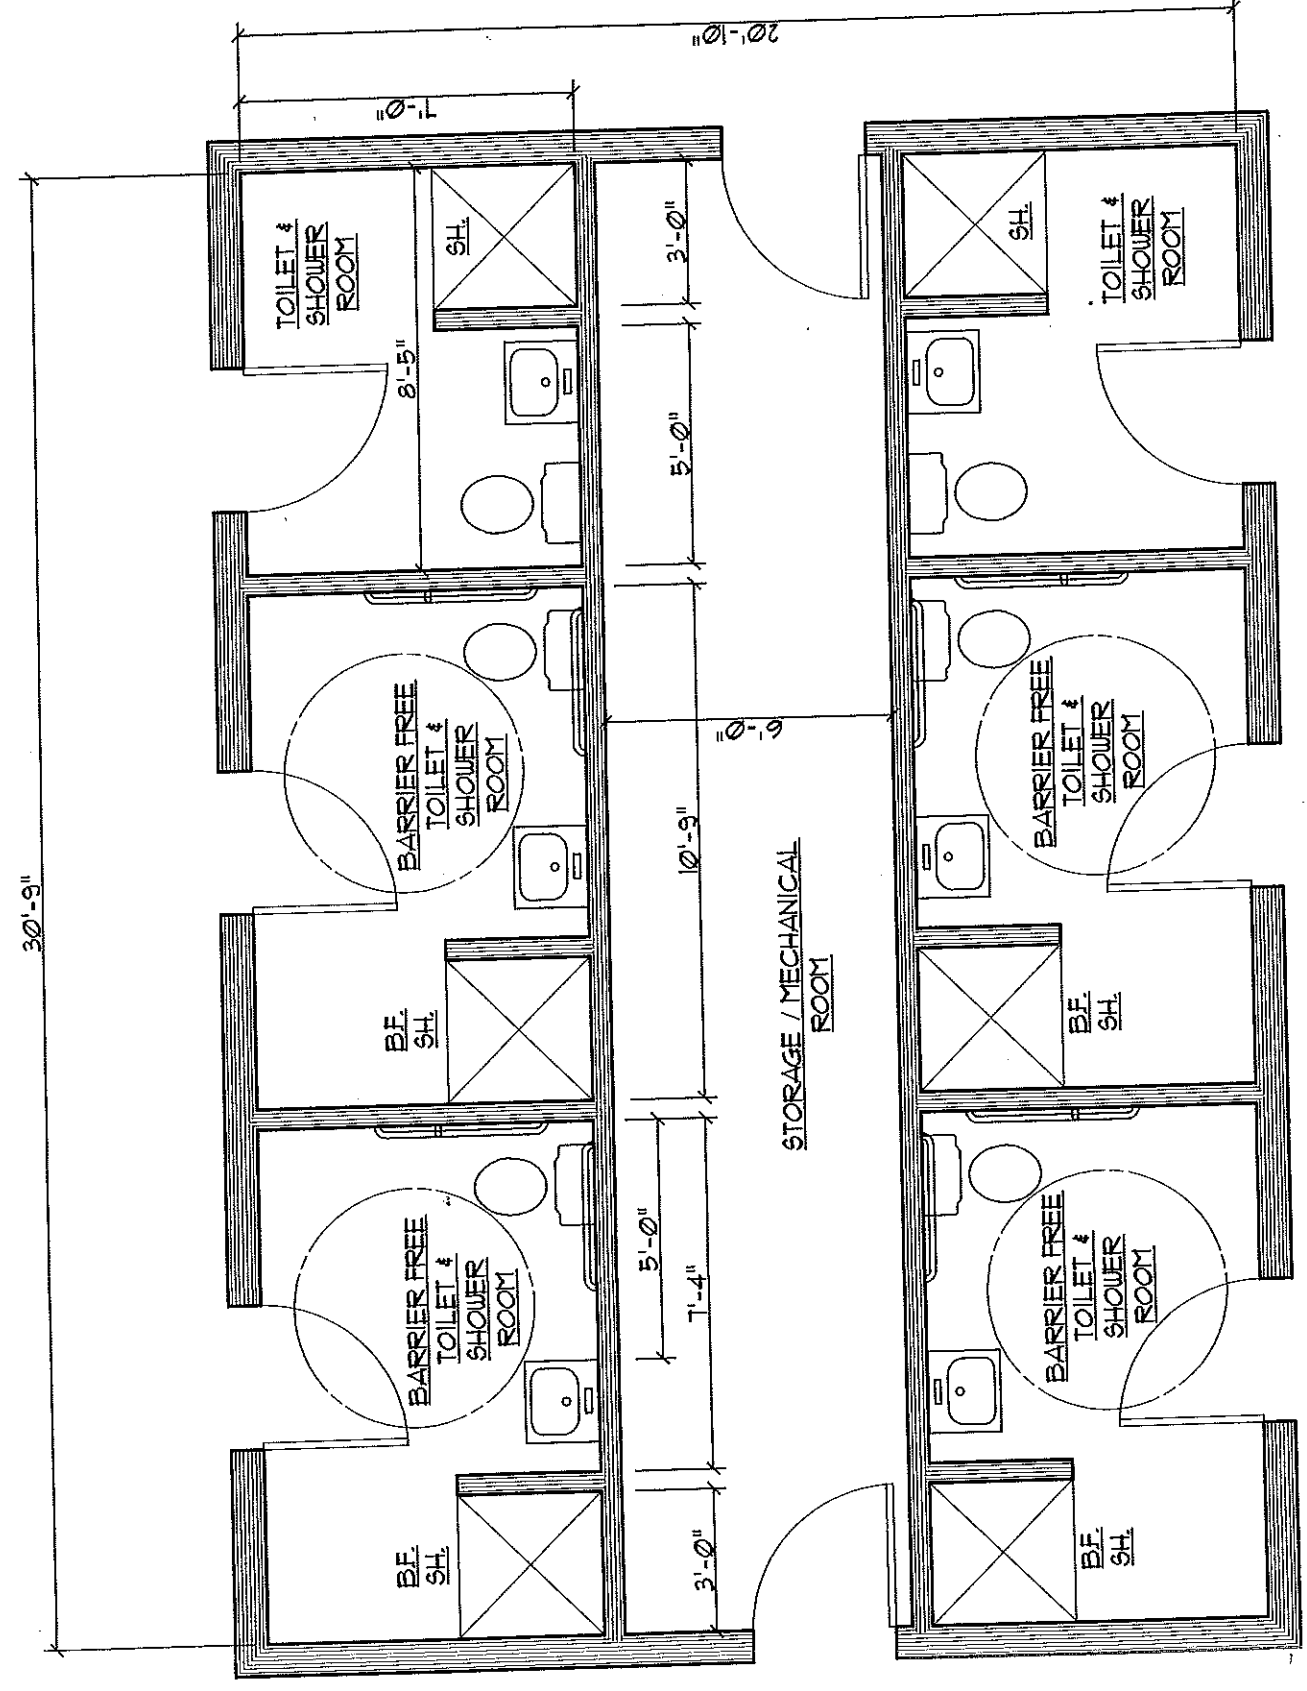 30'-9"
20'-10"
7'-0"
TOILET &
SHOWER
ROOM
SH.
8'-5"
3'-0"
5'-0"
SH.
TOILET &
SHOWER
ROOM
BARRIER FREE
TOILET &
SHOWER
ROOM
B.F.
SH.
10'-9"
6'-0"
STORAGE / MECHANICAL
ROOM
BARRIER FREE
TOILET &
SHOWER
ROOM
B.F.
SH.
BARRIER FREE
TOILET &
SHOWER
ROOM
B.F.
SH.
5'-0"
7'-4"
3'-0"
BARRIER FREE
TOILET &
SHOWER
ROOM
B.F.
SH.